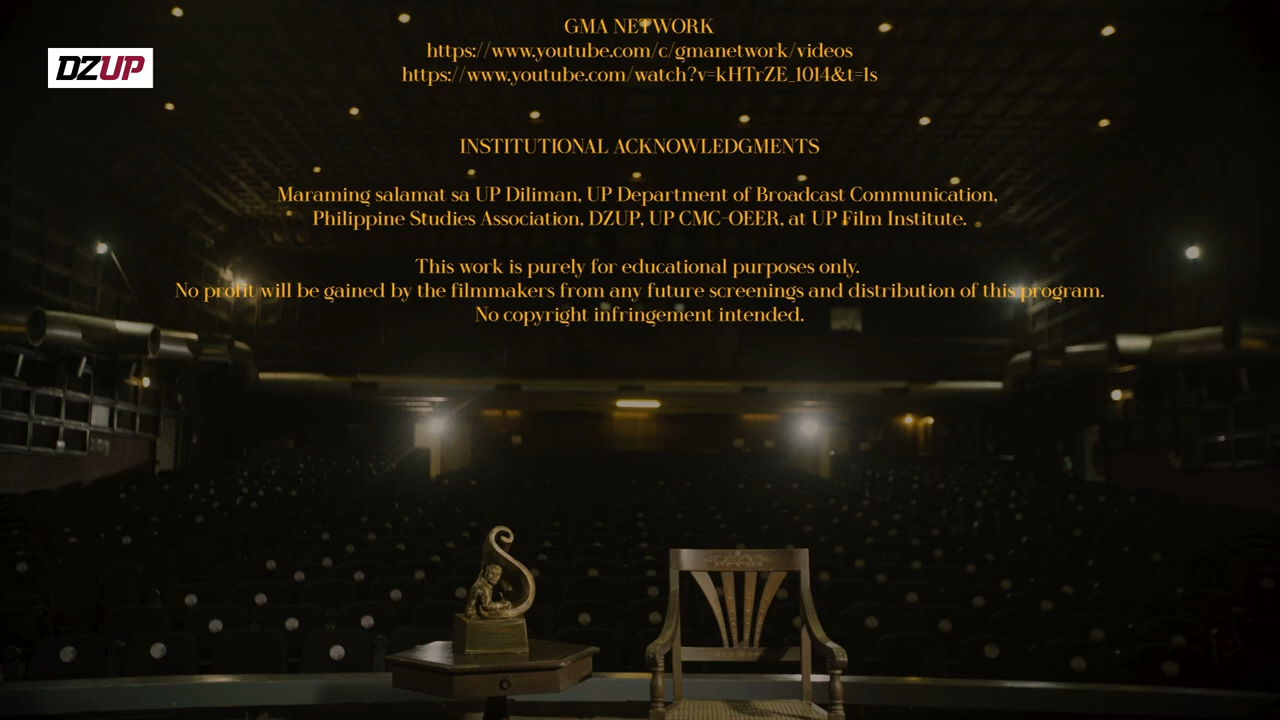 GMA NETWORK
https://www.youtube.com/c/gmanetwork/videos
https://www.youtube.com/watch?v=kHTrZE_1014&t=1s
DZUP
INSTITUTIONAL ACKNOWLEDGMENTS
Maraming salamat sa UP Diliman, UP Department of Broadcast Communication,
Philippine Studies Association, DZUP, UP CMC-OEER, at UP Film Institute.
This work is purely for educational purposes only.
No profit will be gained by the filmmakers from any future screenings and distribution of this program.
No copyright infringement intended.